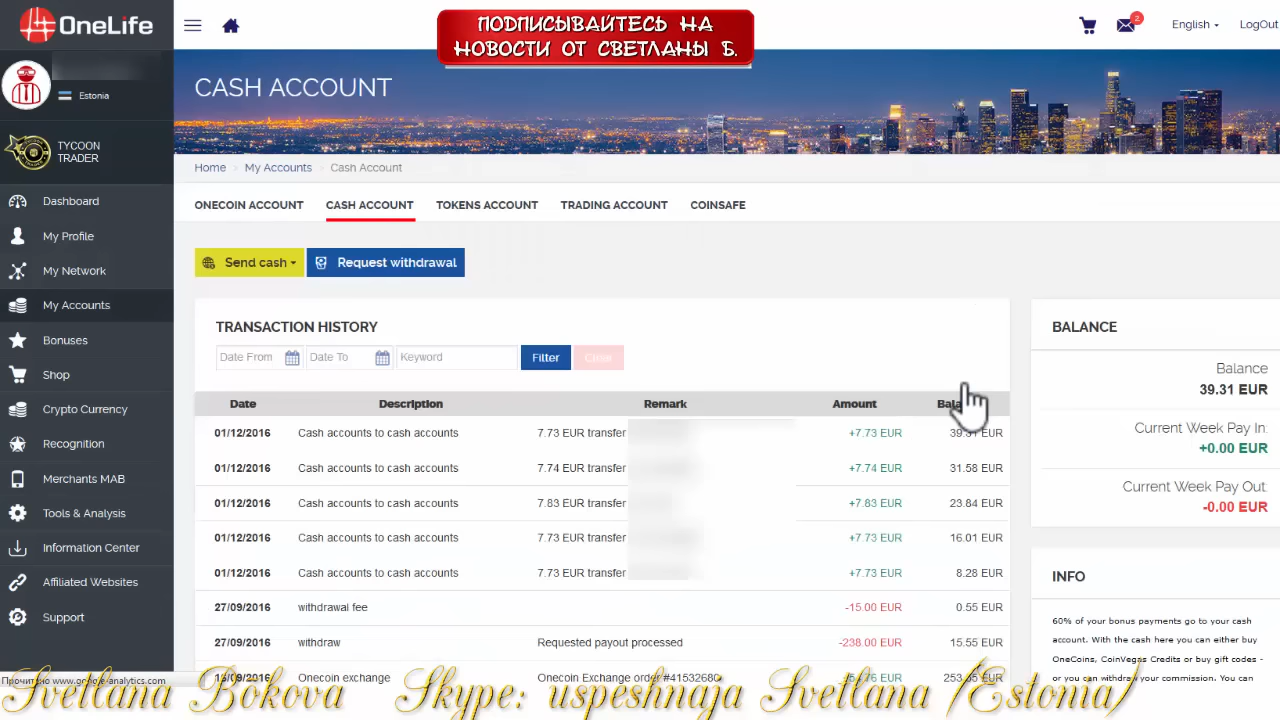 OneLife
ПОДПИСЫВАЙТЕСЬ НА
НОВОСТИ ОТ СВЕТЛАНЫ Б.
2
English
LogOut
Estonia
CASH ACCOUNT
TYCOON
TRADER
Home My Accounts Cash Account
Dashboard
My Profile
My Network
My Accounts
Bonuses
Shop
Crypto Currency
Recognition
Merchants MAB
Tools & Analysis
Information Center
Affiliated Websites
Support
ONECOIN ACCOUNT CASH ACCOUNT TOKENS ACCOUNT TRADING ACCOUNT COINSAFE
Send cash Request withdrawal
TRANSACTION HISTORY
Date From Date To Keyword Filter Clear
Date Description Remark Amount
01/12/2016 Cash accounts to cash accounts 7.73 EUR transfer +7.73 EUR 39.31 EUR
01/12/2016 Cash accounts to cash accounts 7.74 EUR transfer +7.74 EUR 31.58 EUR
01/12/2016 Cash accounts to cash accounts 7.83 EUR transfer +7.83 EUR 23.84 EUR
01/12/2016 Cash accounts to cash accounts 7.73 EUR transfer +7.73 EUR 16.01 EUR
01/12/2016 Cash accounts to cash accounts 7.73 EUR transfer +7.73 EUR 8.28 EUR
27/09/2016 withdrawal fee -15.00 EUR 0.55 EUR
27/09/2016 withdraw Requested payout processed -238.00 EUR 15.55 EUR
Onecoin exchange Onecoin Exchange order
BALANCE
Balance
39.31 EUR
Current Week Pay In:
+0.00 EUR
Current Week Pay Out:
-0.00 EUR
INFO
60% of your bonus payments go to your cash
account. With the cash here you can either buy
OneCoins, CoinVegas Credits or buy gift codes -
or you can withdraw your commission. You can
Прочитано www.google-analytics.com
Svetlana Bokova Skype: uspeshnaja Svetlana (Estonia)